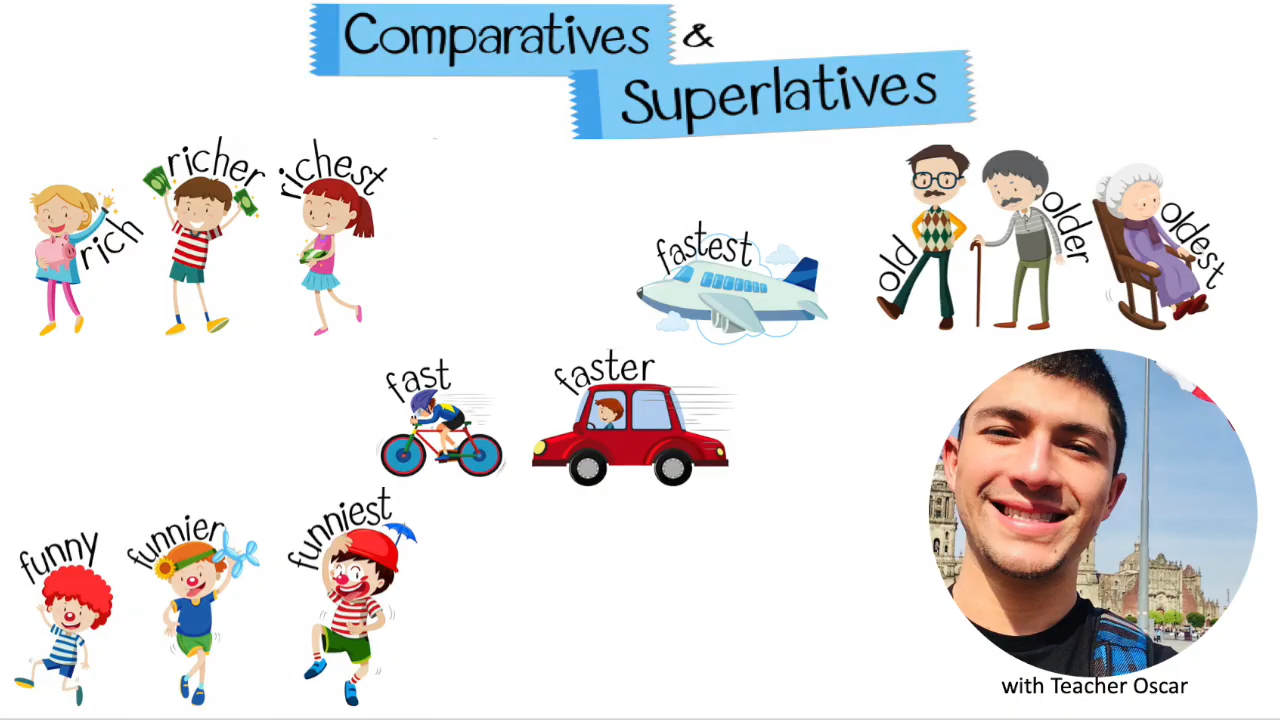 Comparatives &
Superlatives
rich
richer
richest
fastest
old
older
oldest
fast
faster
funny
funnier
funniest
with Teacher Oscar